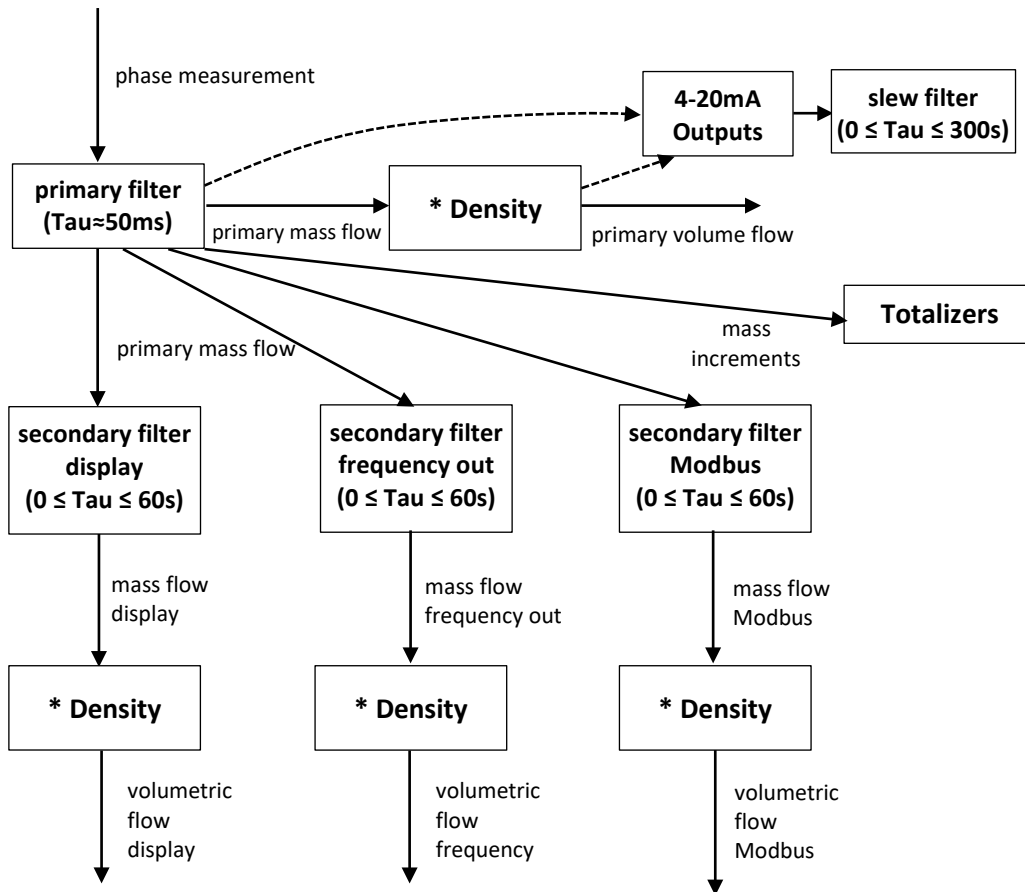 phase measurement
4-20mA
Outputs
slew filter
(0 ≤ Tau ≤ 300s)
primary filter
(Tau≈50ms)
* Density
primary mass flow
primary volume flow
Totalizers
mass
increments
primary mass flow
secondary filter
display
(0 ≤ Tau ≤ 60s)
secondary filter
frequency out
(0 ≤ Tau ≤ 60s)
secondary filter
Modbus
(0 ≤ Tau ≤ 60s)
mass flow
display
mass flow
frequency out
mass flow
Modbus
* Density
* Density
* Density
volumetric
flow
display
volumetric
flow
frequency
volumetric
flow
Modbus